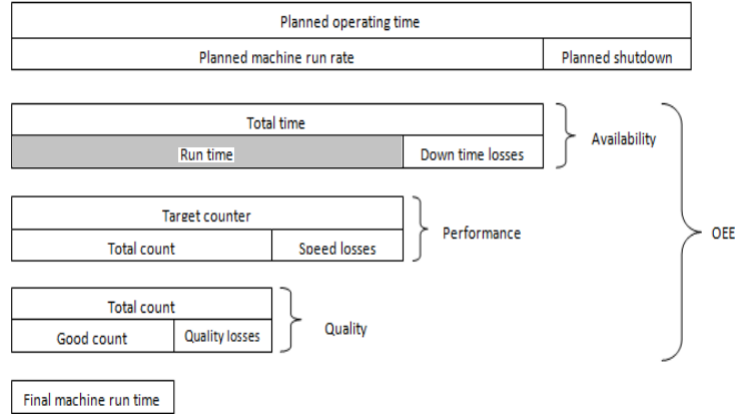 Planned operating time
Planned machine run rate
Planned shutdown
Total time
Run time
Down time losses
Availability
Target counter
Total count
Speed losses
Performance
OEE
Total count
Good count
Quality losses
Quality
Final machine run time